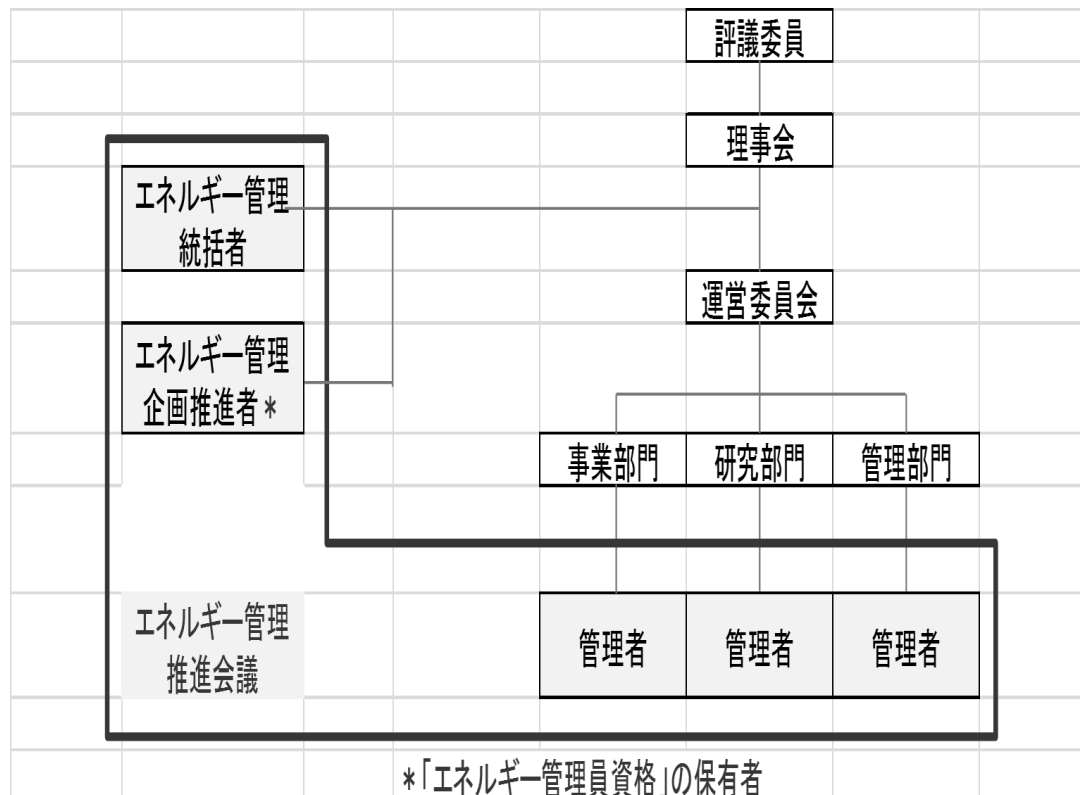 評議委員
理事会
エネルギー管理
統括者
運営委員会
エネルギー管理
企画推進者*
事業部門
研究部門
管理部門
エネルギー管理
推進会議
管理者
管理者
管理者
*「エネルギー管理員資格」の保有者